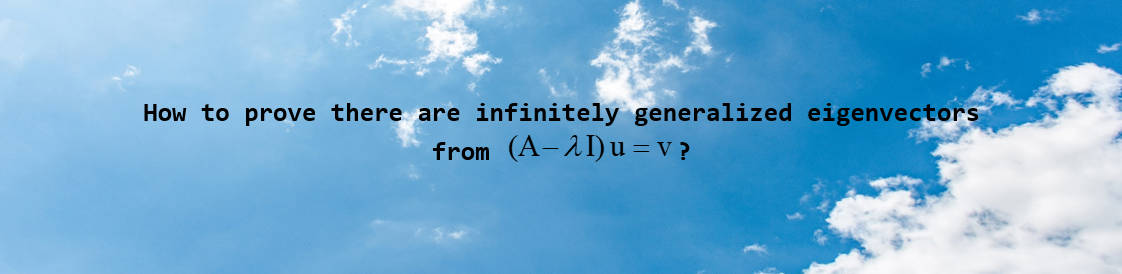 How to prove there are infinitely generalized eigenvectors
from (A−λI)u=v?